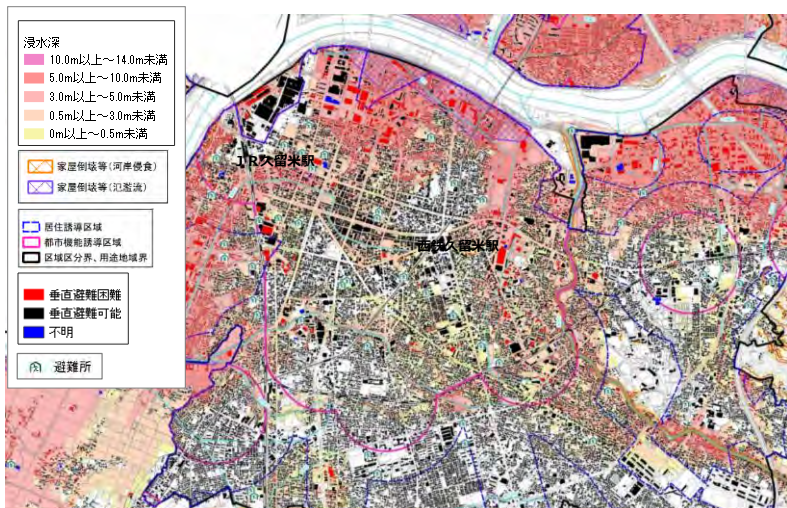 浸水深
10.0m以上～14.0m未満
5.0m以上～10.0m未満
3.0m以上～5.0m未満
0.5m以上～3.0m未満
0m以上～0.5m未満
家屋倒壊等(河岸侵食)
家屋倒壊等(氾濫流)
居住誘導区域
都市機能誘導区域
区域区分界、用途地域界
垂直避難困難
垂直避難可能
不明
避難所
JR久留米駅
西鉄久留米駅